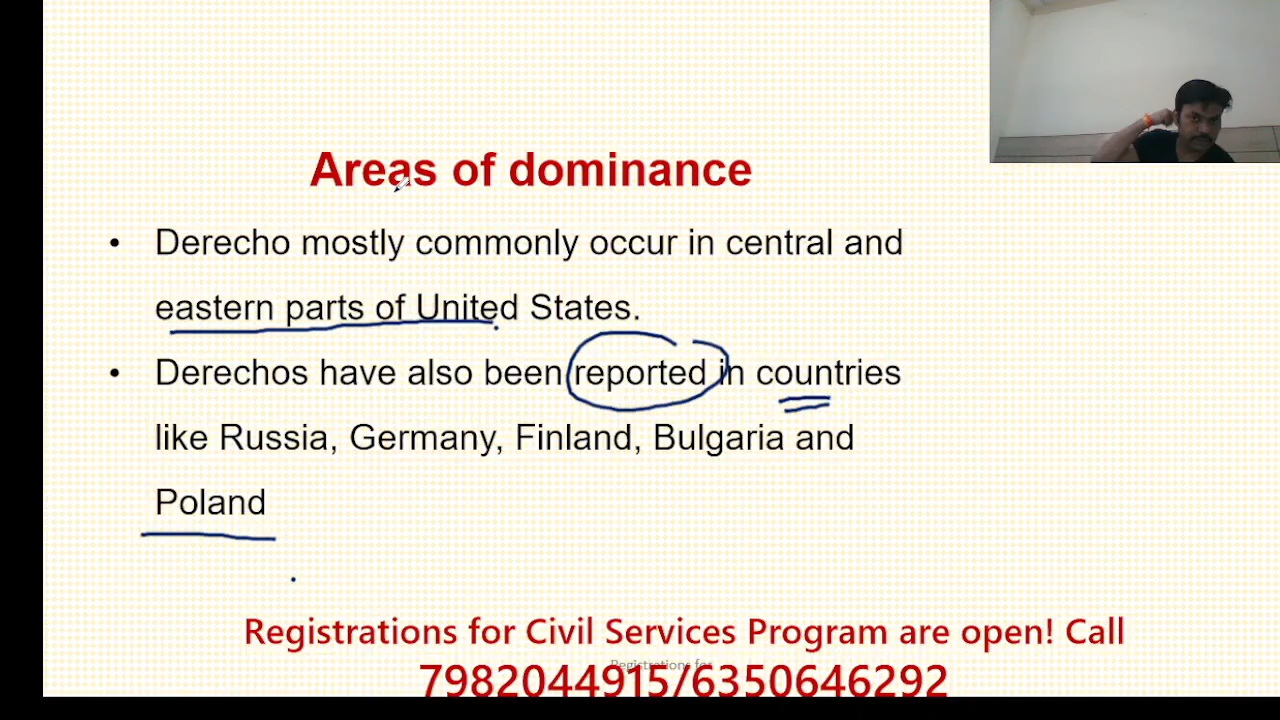 Areas of dominance
• Derecho mostly commonly occur in central and
eastern parts of United States.
• Derechos have also been reported in countries
like Russia, Germany, Finland, Bulgaria and
Poland
Registrations for Civil Services Program are open! Call
Registrations for
7982044915/6350646292